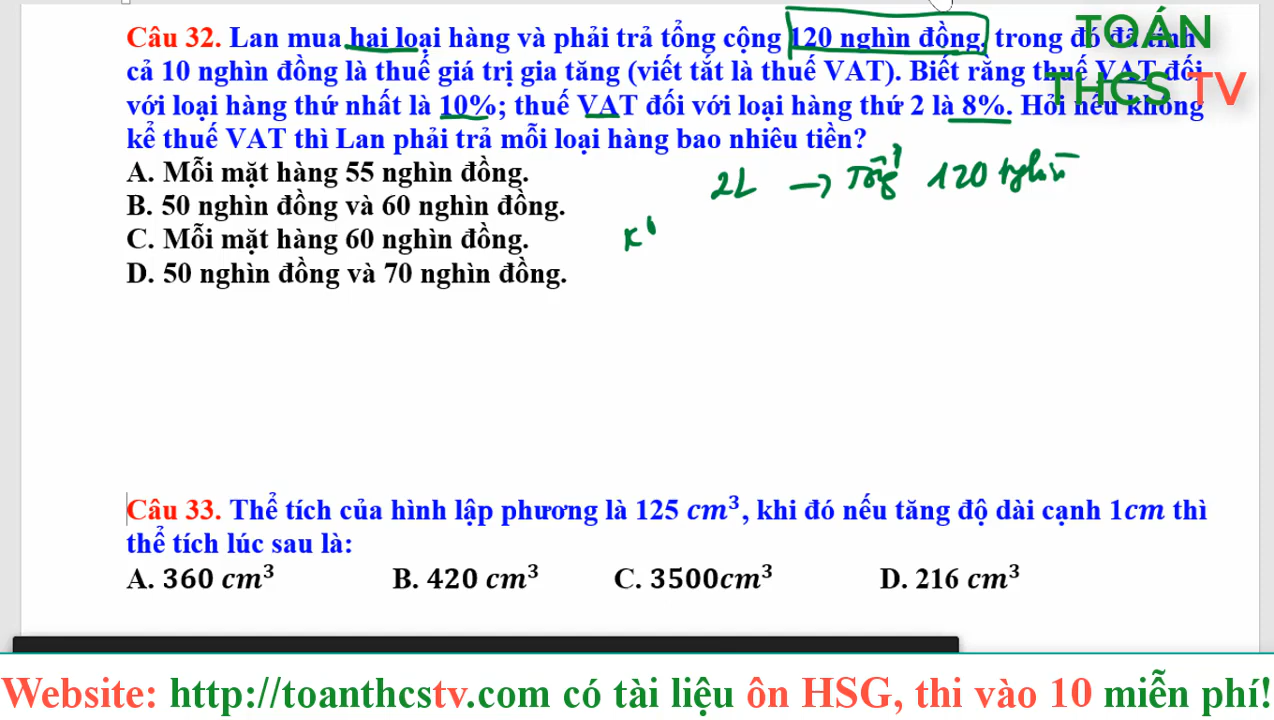 Câu 32. Lan mua hai loại hàng và phải trả tổng cộng 120 nghìn đồng, trong đó đã tính
cả 10 nghìn đồng là thuế giá trị gia tăng (viết tắt là thuế VAT). Biết rằng thuế VAT đối
với loại hàng thứ nhất là 10%; thuế VAT đối với loại hàng thứ 2 là 8%. Hỏi nếu không
kể thuế VAT thì Lan phải trả mỗi loại hàng bao nhiêu tiền?
TOÁN
THCS TV
A. Mỗi mặt hàng 55 nghìn đồng.
B. 50 nghìn đồng và 60 nghìn đồng.
C. Mỗi mặt hàng 60 nghìn đồng.
D. 50 nghìn đồng và 70 nghìn đồng.
2L → Tổng 120 nghìn
Câu 33. Thể tích của hình lập phương là 125 cm³, khi đó nếu tăng độ dài cạnh 1cm thì
thể tích lúc sau là:
A. 360 cm³ B. 420 cm³ C. 3500cm³ D. 216 cm³
Website: http://toanthcstv.com có tài liệu ôn HSG, thi vào 10 miễn phí!